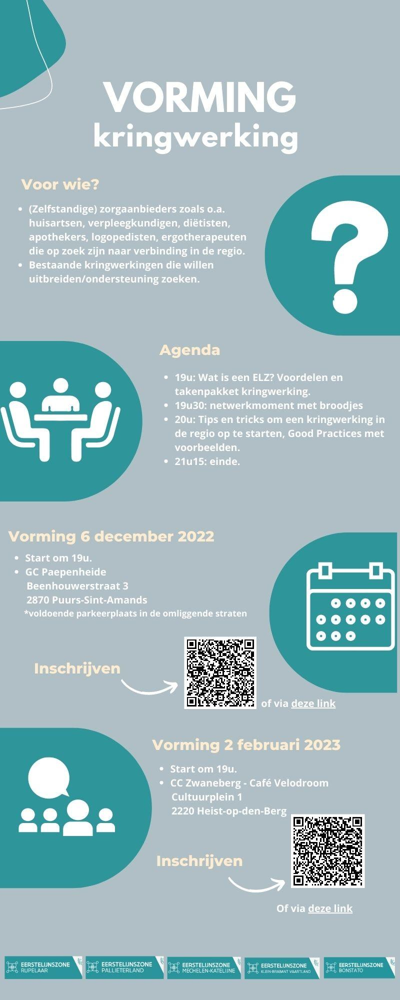 VORMING
kringwerking
Voor wie?
• (Zelfstandige) zorgaanbieders zoals o.a.
huisartsen, verpleegkundigen, diëtisten,
apothekers, logopedisten, ergotherapeuten
die op zoek zijn naar verbinding in de regio.
• Bestaande kringwerkingen die willen
uitbreiden/ondersteuning zoeken.
Agenda
• 19u: Wat is een ELZ? Voordelen en
takenpakket kringwerking.
• 19u30: netwerkmoment met broodjes
• 20u: Tips en tricks om een kringwerking in
de regio op te starten, Good Practices met
voorbeelden.
• 21u15: einde.
Vorming 6 december 2022
• Start om 19u.
• GC Paepenheide
Beenhouwerstraat 3
2870 Puurs-Sint-Amands
*voldoende parkeerplaats in de omliggende straten
Inschrijven
of via deze link
Vorming 2 februari 2023
• Start om 19u.
• CC Zwaneberg - Café Velodroom
Cultuurplein 1
2220 Heist-op-den-Berg
Inschrijven
Of via deze link
EERSTELIJNSZONE
RUPELAAR
EERSTELIJNSZONE
PALLIETERLAND
EERSTELIJNSZONE
MECHELEN-KATELIJNE
EERSTELIJNSZONE
KLEIN-BRABANT VAARTLAND
EERSTELIJNSZONE
BONSTATO